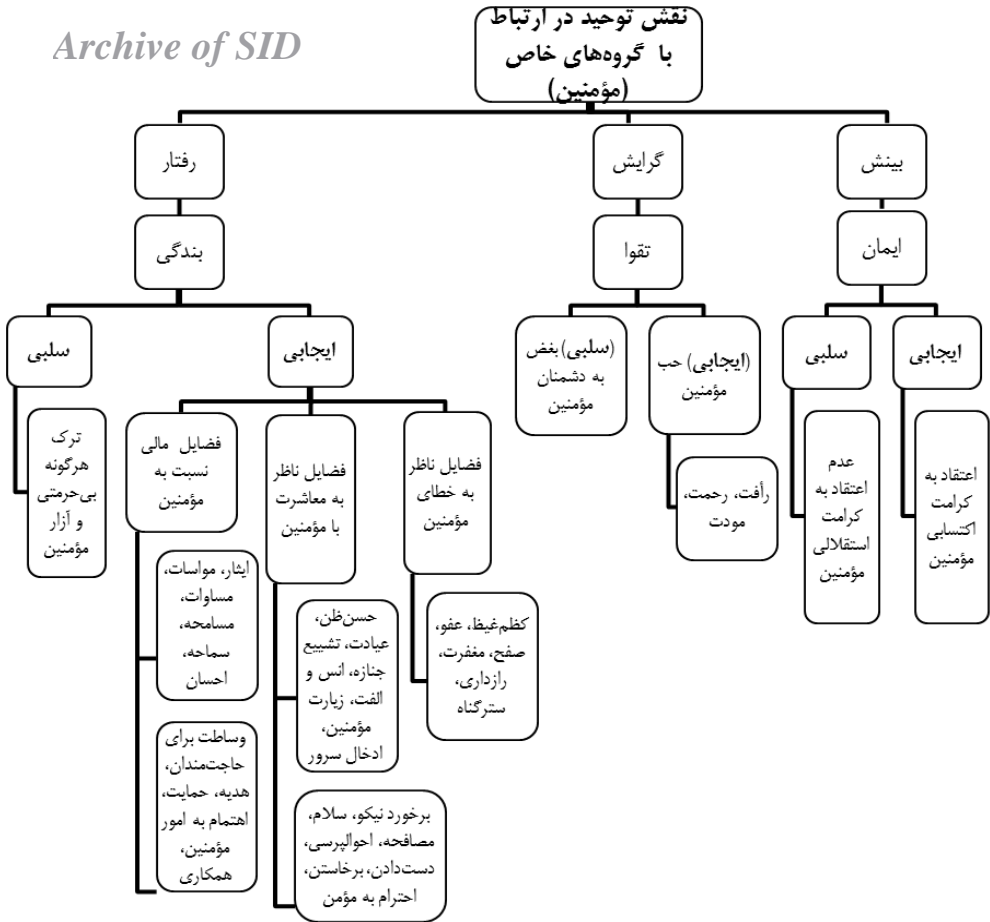 Archive of SID
نقش توحید در ارتباط
با گروه‌های خاص
(مؤمنین)
بینش
گرایش
رفتار
ایمان
تقوا
بندگی
ایجابی
سلبی
(ایجابی) حب
مؤمنین
(سلبی) بغض
به دشمنان
مؤمنین
ایجابی
سلبی
اعتقاد به
کرامت
اکتسابی
مؤمنین
عدم
اعتقاد به
کرامت
استقلالی
مؤمنین
رأفت، رحمت،
مودت
فضایل ناظر
به خطای
مؤمنین
فضایل ناظر
به معاشرت
با مؤمنین
فضایل مالی
نسبت به
مؤمنین
ترک
هرگونه
بی‌حرمتی
و آزار
مؤمنین
کظم‌غیظ، عفو،
صفح، مغفرت،
رازداری،
سترگناه
حسن‌ظن،
عیادت، تشییع
جنازه، انس و
الفت، زیارت
مؤمنین،
ادخال سرور
ایثار، مواسات،
مساوات،
مسامحه،
سماحه،
احسان
برخورد نیکو، سلام،
مصافحه، احوالپرسی،
دست‌دادن، برخاستن،
احترام به مؤمن
وساطت برای
حاجت‌مندان،
هدیه، حمایت،
اهتمام به امور
مؤمنین،
همکاری